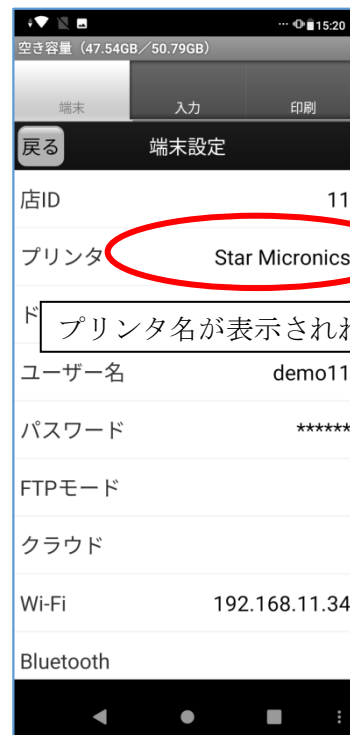 15:20
空き容量（47.54GB／50.79GB）
端末 入力 印刷
戻る 端末設定
店ID 11
プリンタ Star Micronics
ド
プリンタ名が表示され
ユーザー名 demo11
パスワード ******
FTPモード
クラウド
Wi-Fi 192.168.11.34
Bluetooth